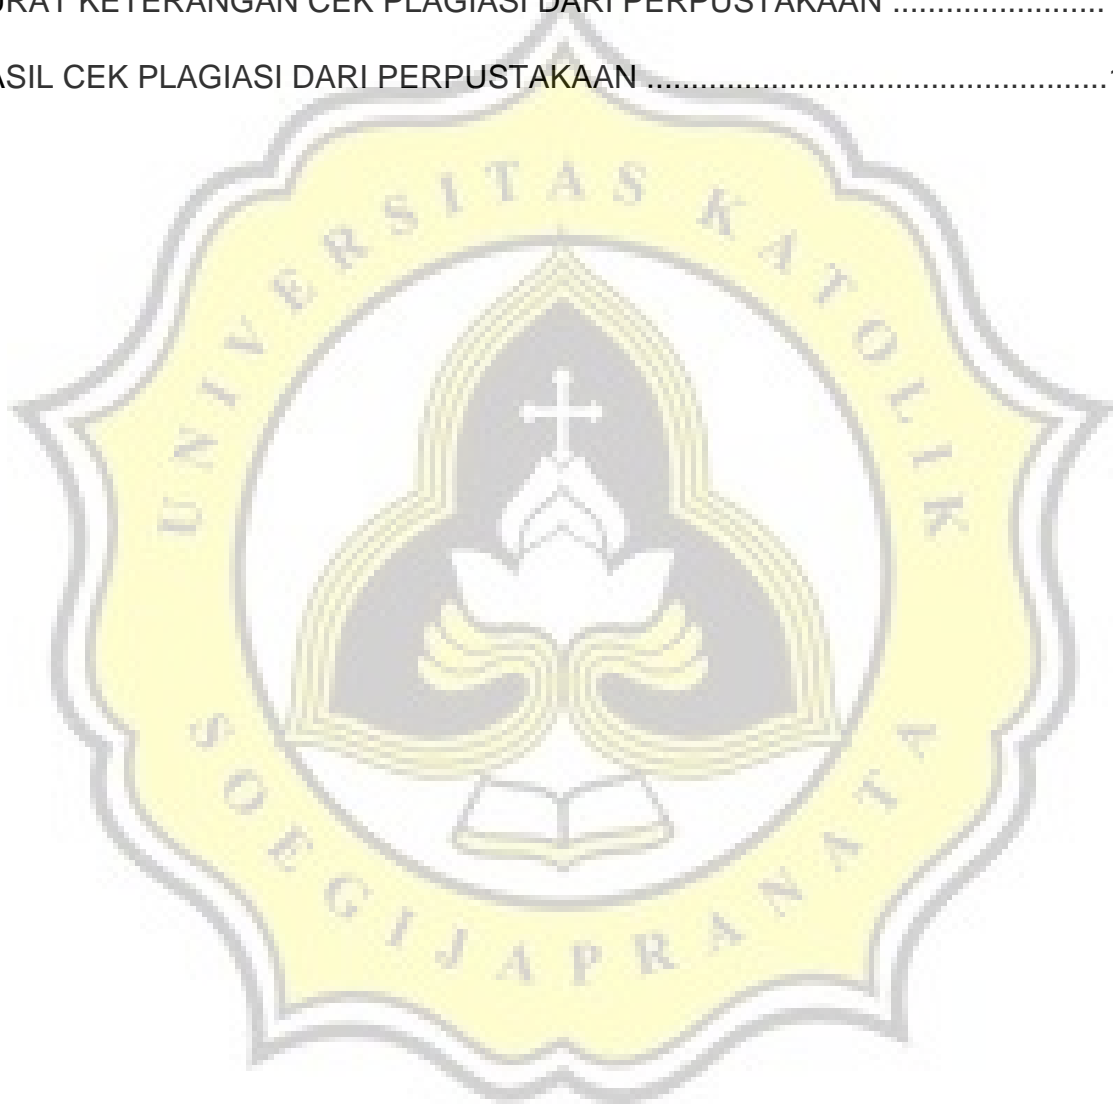 URAT KETERANGAN CEK PLAGIASI DARI PERPUSTAKAAN ........................
ASIL CEK PLAGIASI DARI PERPUSTAKAAN ....................................................
UNIVERSITAS KATOLIK
SOEGIJAPRANATA